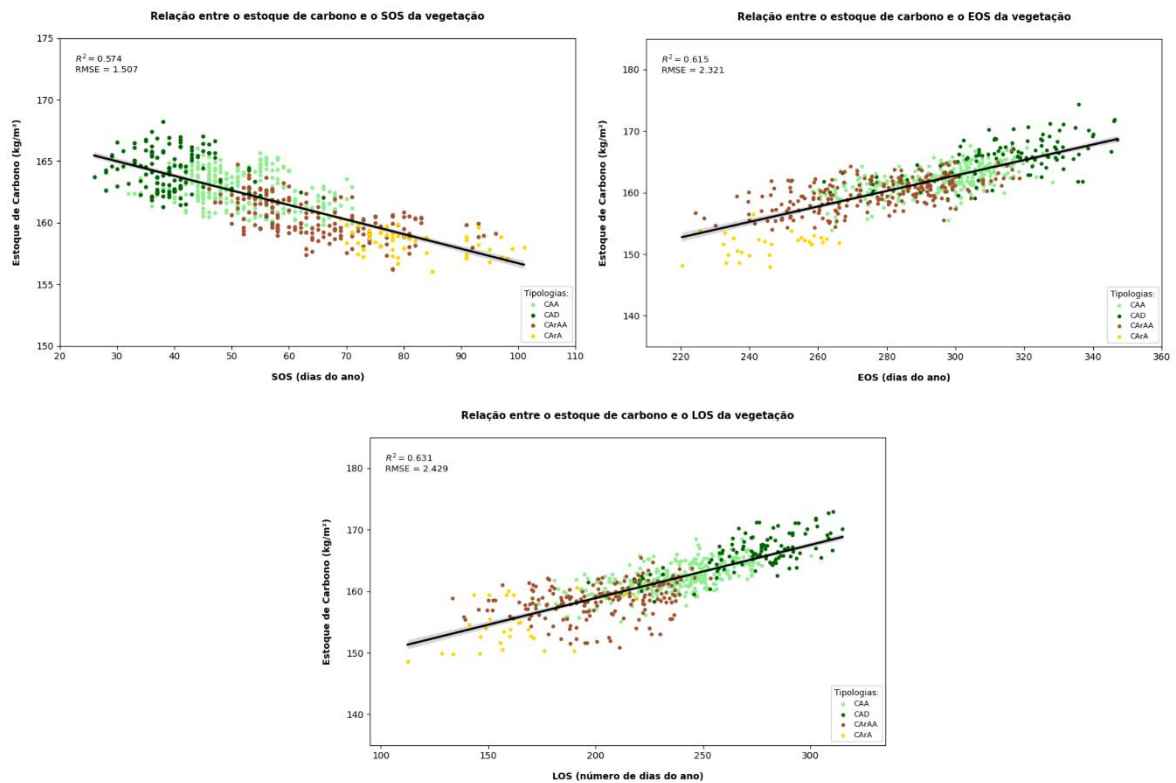 Relação entre o estoque de carbono e o SOS da vegetação
R² = 0.574
RMSE = 1.507
175
170
165
160
155
150
Estoque de Carbono (kg/m²)
20 30 40 50 60 70 80 90 100 110
SOS (dias do ano)
Tipologias:
CAA
CAD
CArAA
CArA
Relação entre o estoque de carbono e o EOS da vegetação
R² = 0.615
RMSE = 2.321
180
170
160
150
140
Estoque de Carbono (kg/m²)
220 240 260 280 300 320 340 360
EOS (dias do ano)
Tipologias:
CAA
CAD
CArAA
CArA
Relação entre o estoque de carbono e o LOS da vegetação
R² = 0.631
RMSE = 2.429
180
170
160
150
140
Estoque de Carbono (kg/m²)
100 150 200 250 300
LOS (número de dias do ano)
Tipologias:
CAA
CAD
CArAA
CArA